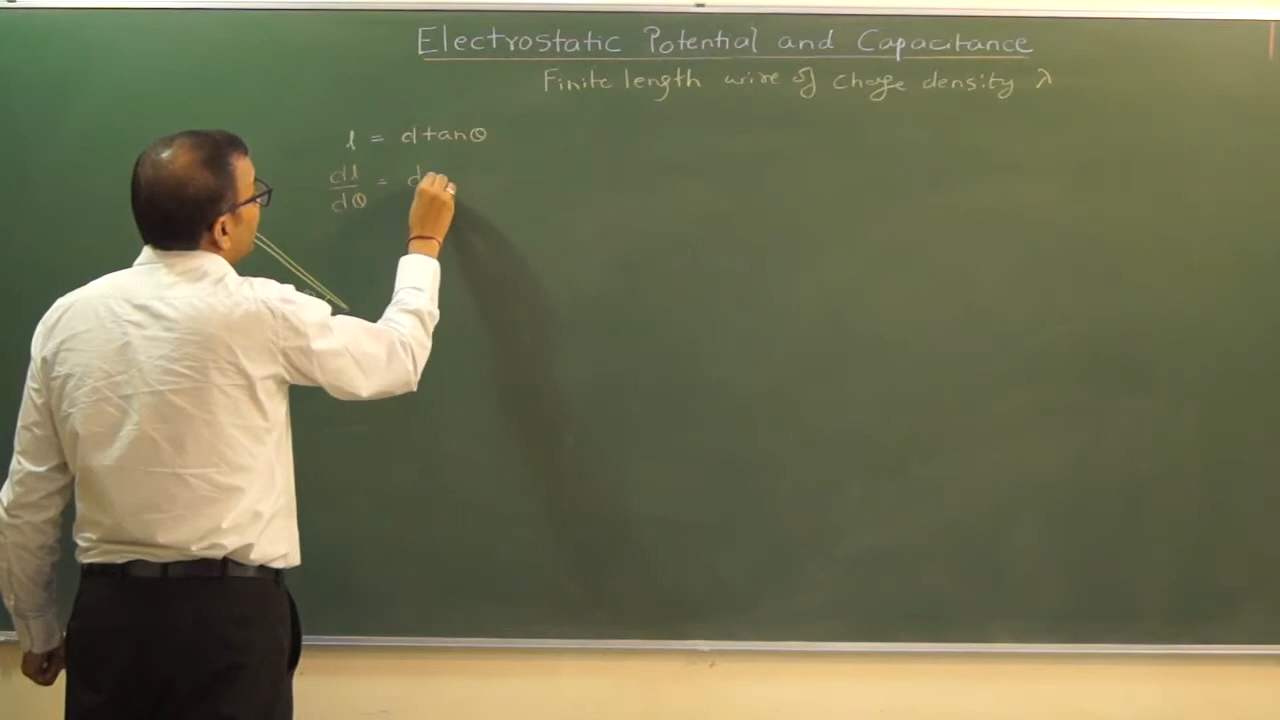 Electrostatic Potential and Capacitance
Finite length wire of charge density λ
l = d tan θ
dl/dθ = d